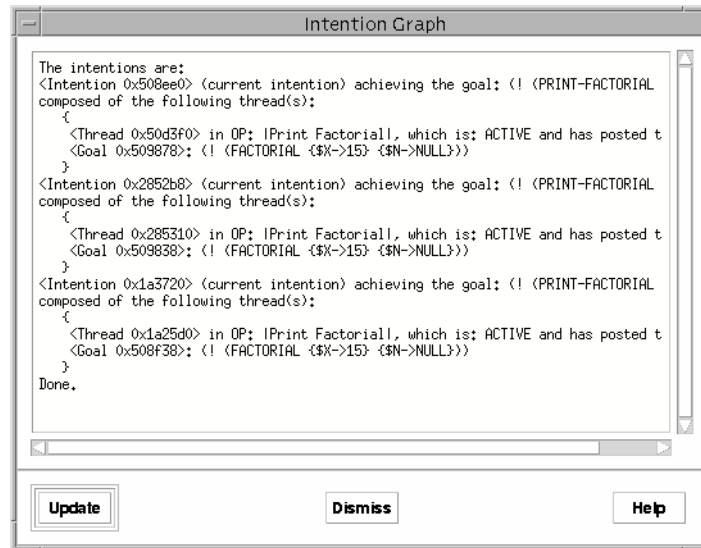 Intention Graph
The intentions are:
<Intention 0x508ee0> (current intention) achieving the goal: (! (PRINT-FACTORIAL
composed of the following thread(s):
{
<Thread 0x50d3f0> in OP: |Print Factorial|, which is: ACTIVE and has posted t
<Goal 0x509878>: (! (FACTORIAL {$X->15} {$N->NULL}))
}
<Intention 0x2852b8> (current intention) achieving the goal: (! (PRINT-FACTORIAL
composed of the following thread(s):
{
<Thread 0x285310> in OP: |Print Factorial|, which is: ACTIVE and has posted t
<Goal 0x509838>: (! (FACTORIAL {$X->15} {$N->NULL}))
}
<Intention 0x1a3720> (current intention) achieving the goal: (! (PRINT-FACTORIAL
composed of the following thread(s):
{
<Thread 0x1a25d0> in OP: |Print Factorial|, which is: ACTIVE and has posted t
<Goal 0x508f38>: (! (FACTORIAL {$X->15} {$N->NULL}))
}
Done.
Update Dismiss Help